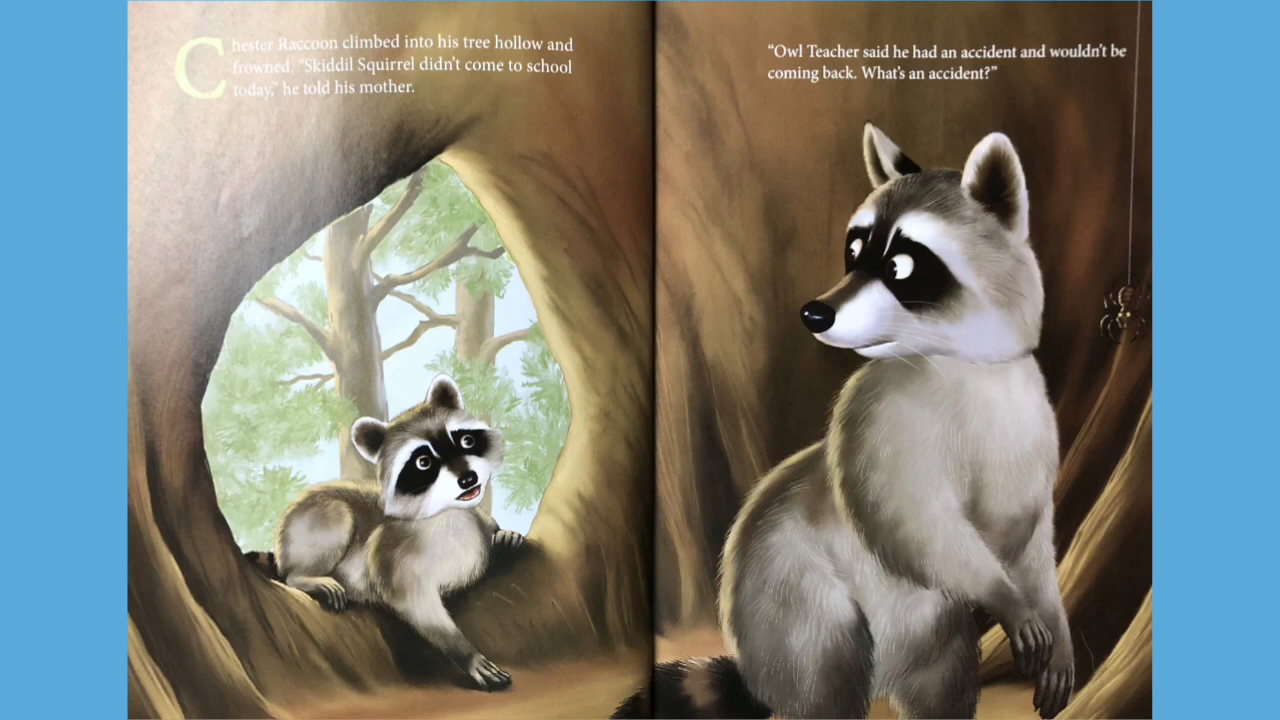 Chester Raccoon climbed into his tree hollow and
frowned. “Skiddil Squirrel didn’t come to school
today,” he told his mother.
“Owl Teacher said he had an accident and wouldn’t be
coming back. What’s an accident?”